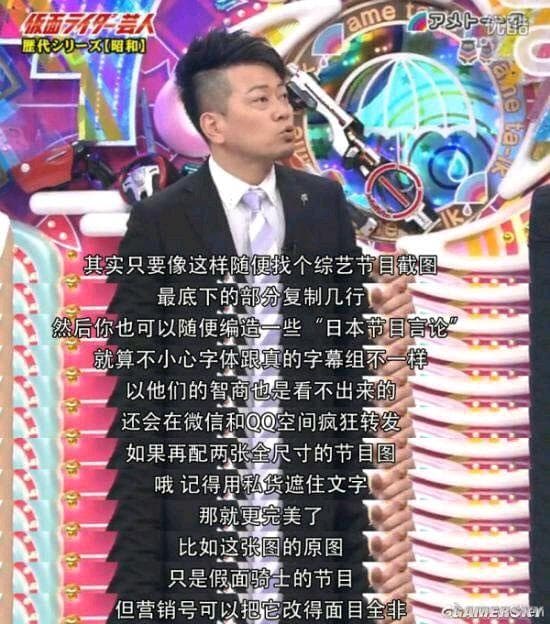 仮面ライダー芸人
歴代シリーズ【昭和】
アメトーーク
优酷
ame ta-lk
其实只要像这样随便找个综艺节目截图
最底下的部分复制几行
然后你也可以随便编造一些“日本节目言论”
就算不小心字体跟真的字幕组不一样
以他们的智商也是看不出来的
还会在微信和QQ空间疯狂转发
如果再配两张全尺寸的节目图
哦 记得用私货遮住文字
那就更完美了
比如这张图的原图
只是假面骑士的节目
但营销号可以把它改得面目全非
GAMERSKY